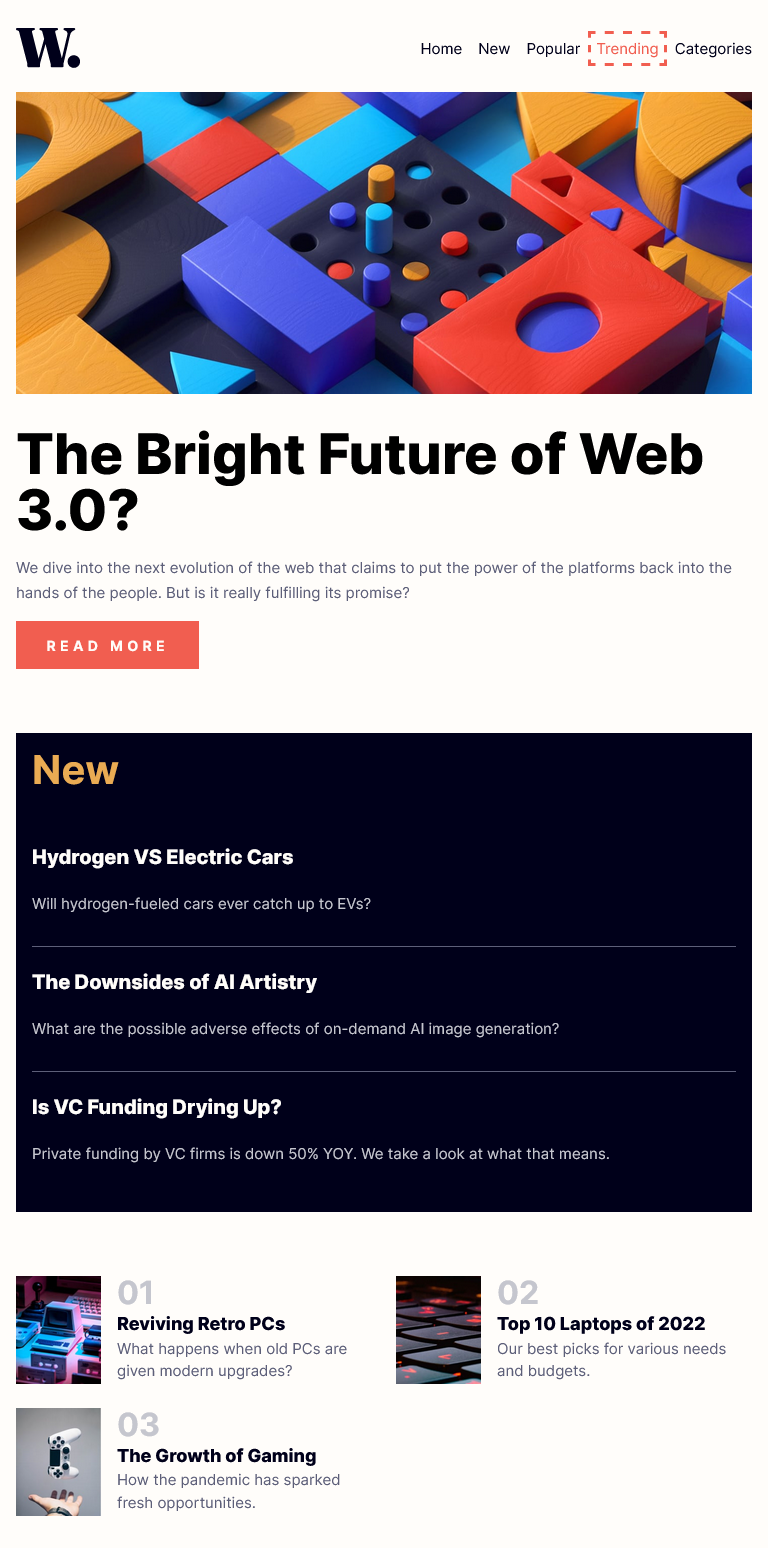 W.
Home New Popular Trending Categories
The Bright Future of Web
3.0?
We dive into the next evolution of the web that claims to put the power of the platforms back into the
hands of the people. But is it really fulfilling its promise?
READ MORE
New
Hydrogen VS Electric Cars
Will hydrogen-fueled cars ever catch up to EVs?
The Downsides of AI Artistry
What are the possible adverse effects of on-demand AI image generation?
Is VC Funding Drying Up?
Private funding by VC firms is down 50% YOY. We take a look at what that means.
01
Reviving Retro PCs
What happens when old PCs are
given modern upgrades?
02
Top 10 Laptops of 2022
Our best picks for various needs
and budgets.
03
The Growth of Gaming
How the pandemic has sparked
fresh opportunities.